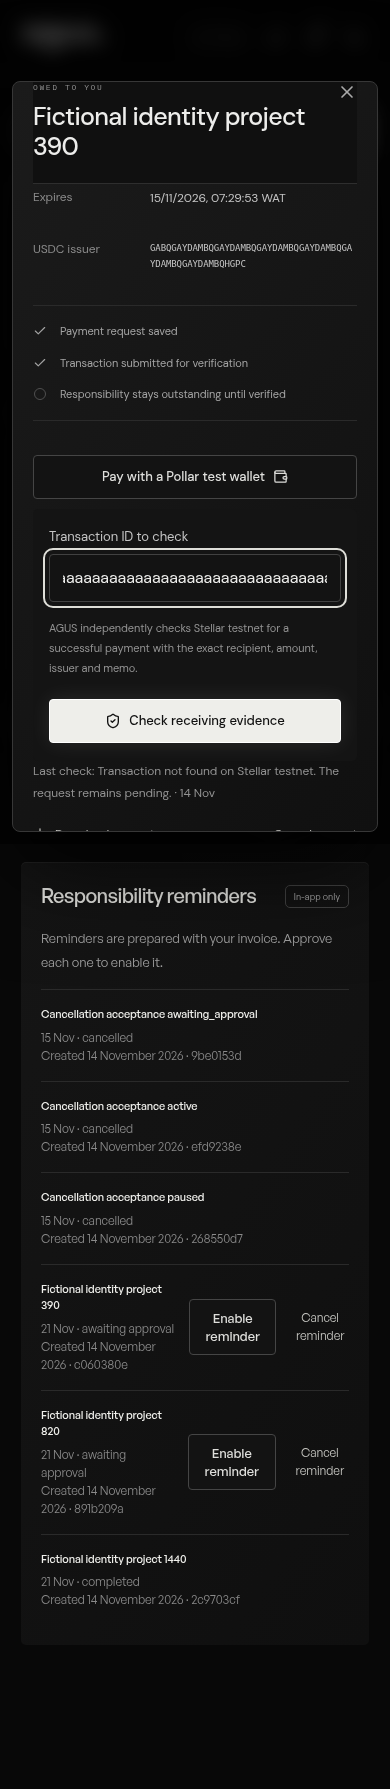 OWED TO YOU
Fictional identity project
390
Expires
15/11/2026, 07:29:53 WAT
USDC issuer
GABQGAYDAMBQGAYDAMBQGAYDAMBQGAYDAMBQGA
YDAMBQGAYDAMBQHGPC
Payment request saved
Transaction submitted for verification
Responsibility stays outstanding until verified
Pay with a Pollar test wallet
Transaction ID to check
AGUS independently checks Stellar testnet for a
successful payment with the exact recipient, amount,
issuer and memo.
Check receiving evidence
Last check: Transaction not found on Stellar testnet. The
request remains pending. · 14 Nov
Responsibility reminders
In-app only
Reminders are prepared with your invoice. Approve
each one to enable it.
Cancellation acceptance awaiting_approval
15 Nov · cancelled
Created 14 November 2026 · 9be0153d
Cancellation acceptance active
15 Nov · cancelled
Created 14 November 2026 · efd9238e
Cancellation acceptance paused
15 Nov · cancelled
Created 14 November 2026 · 268550d7
Fictional identity project
390
21 Nov · awaiting approval
Created 14 November
2026 · c060380e
Enable
reminder
Cancel
reminder
Fictional identity project
820
21 Nov · awaiting
approval
Created 14 November
2026 · 891b209a
Enable
reminder
Cancel
reminder
Fictional identity project 1440
21 Nov · completed
Created 14 November 2026 · 2c9703cf